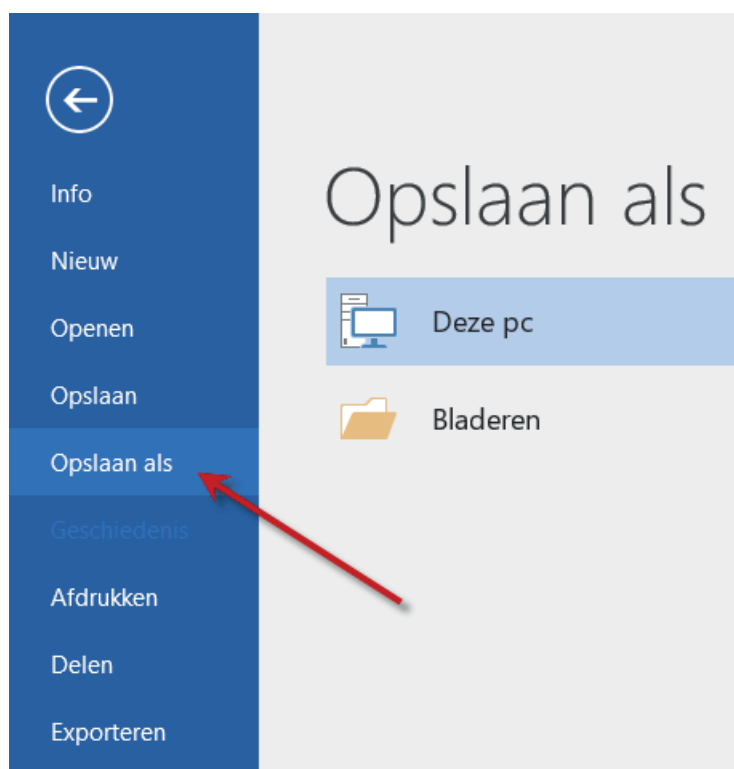 Info
Nieuw
Openen
Opslaan
Opslaan als
Geschiedenis
Afdrukken
Delen
Exporteren
Opslaan als
Deze pc
Bladeren